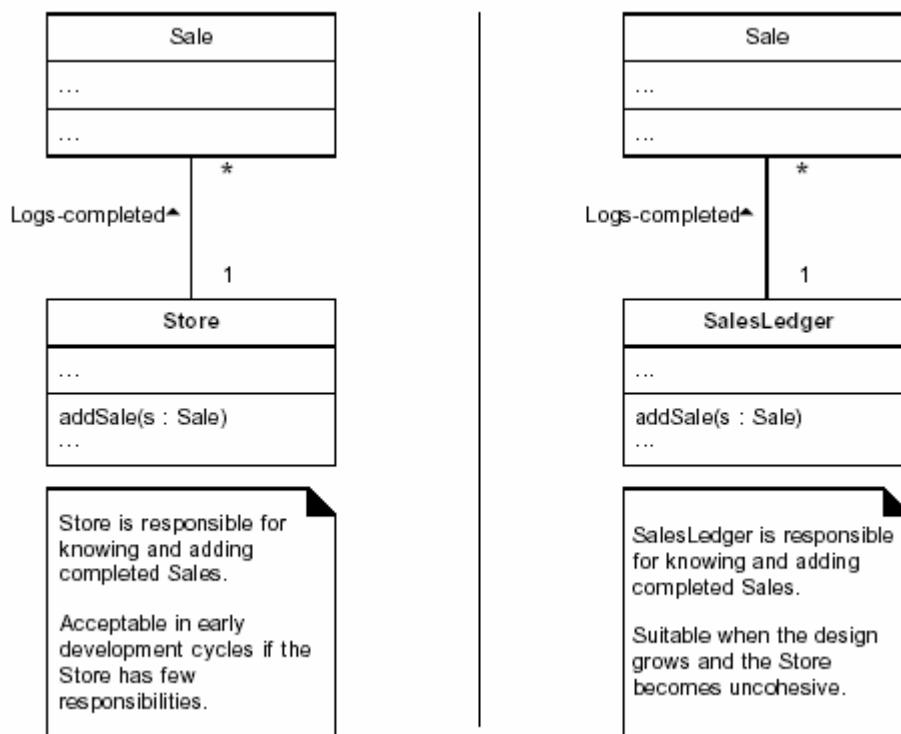 Sale
...
...
*
Logs-completed
1
Store
...
addSale(s : Sale)
...
Store is responsible for
knowing and adding
completed Sales.
Acceptable in early
development cycles if the
Store has few
responsibilities.
Sale
...
...
*
Logs-completed
1
SalesLedger
...
addSale(s : Sale)
...
SalesLedger is responsible
for knowing and adding
completed Sales.
Suitable when the design
grows and the Store
becomes uncohesive.